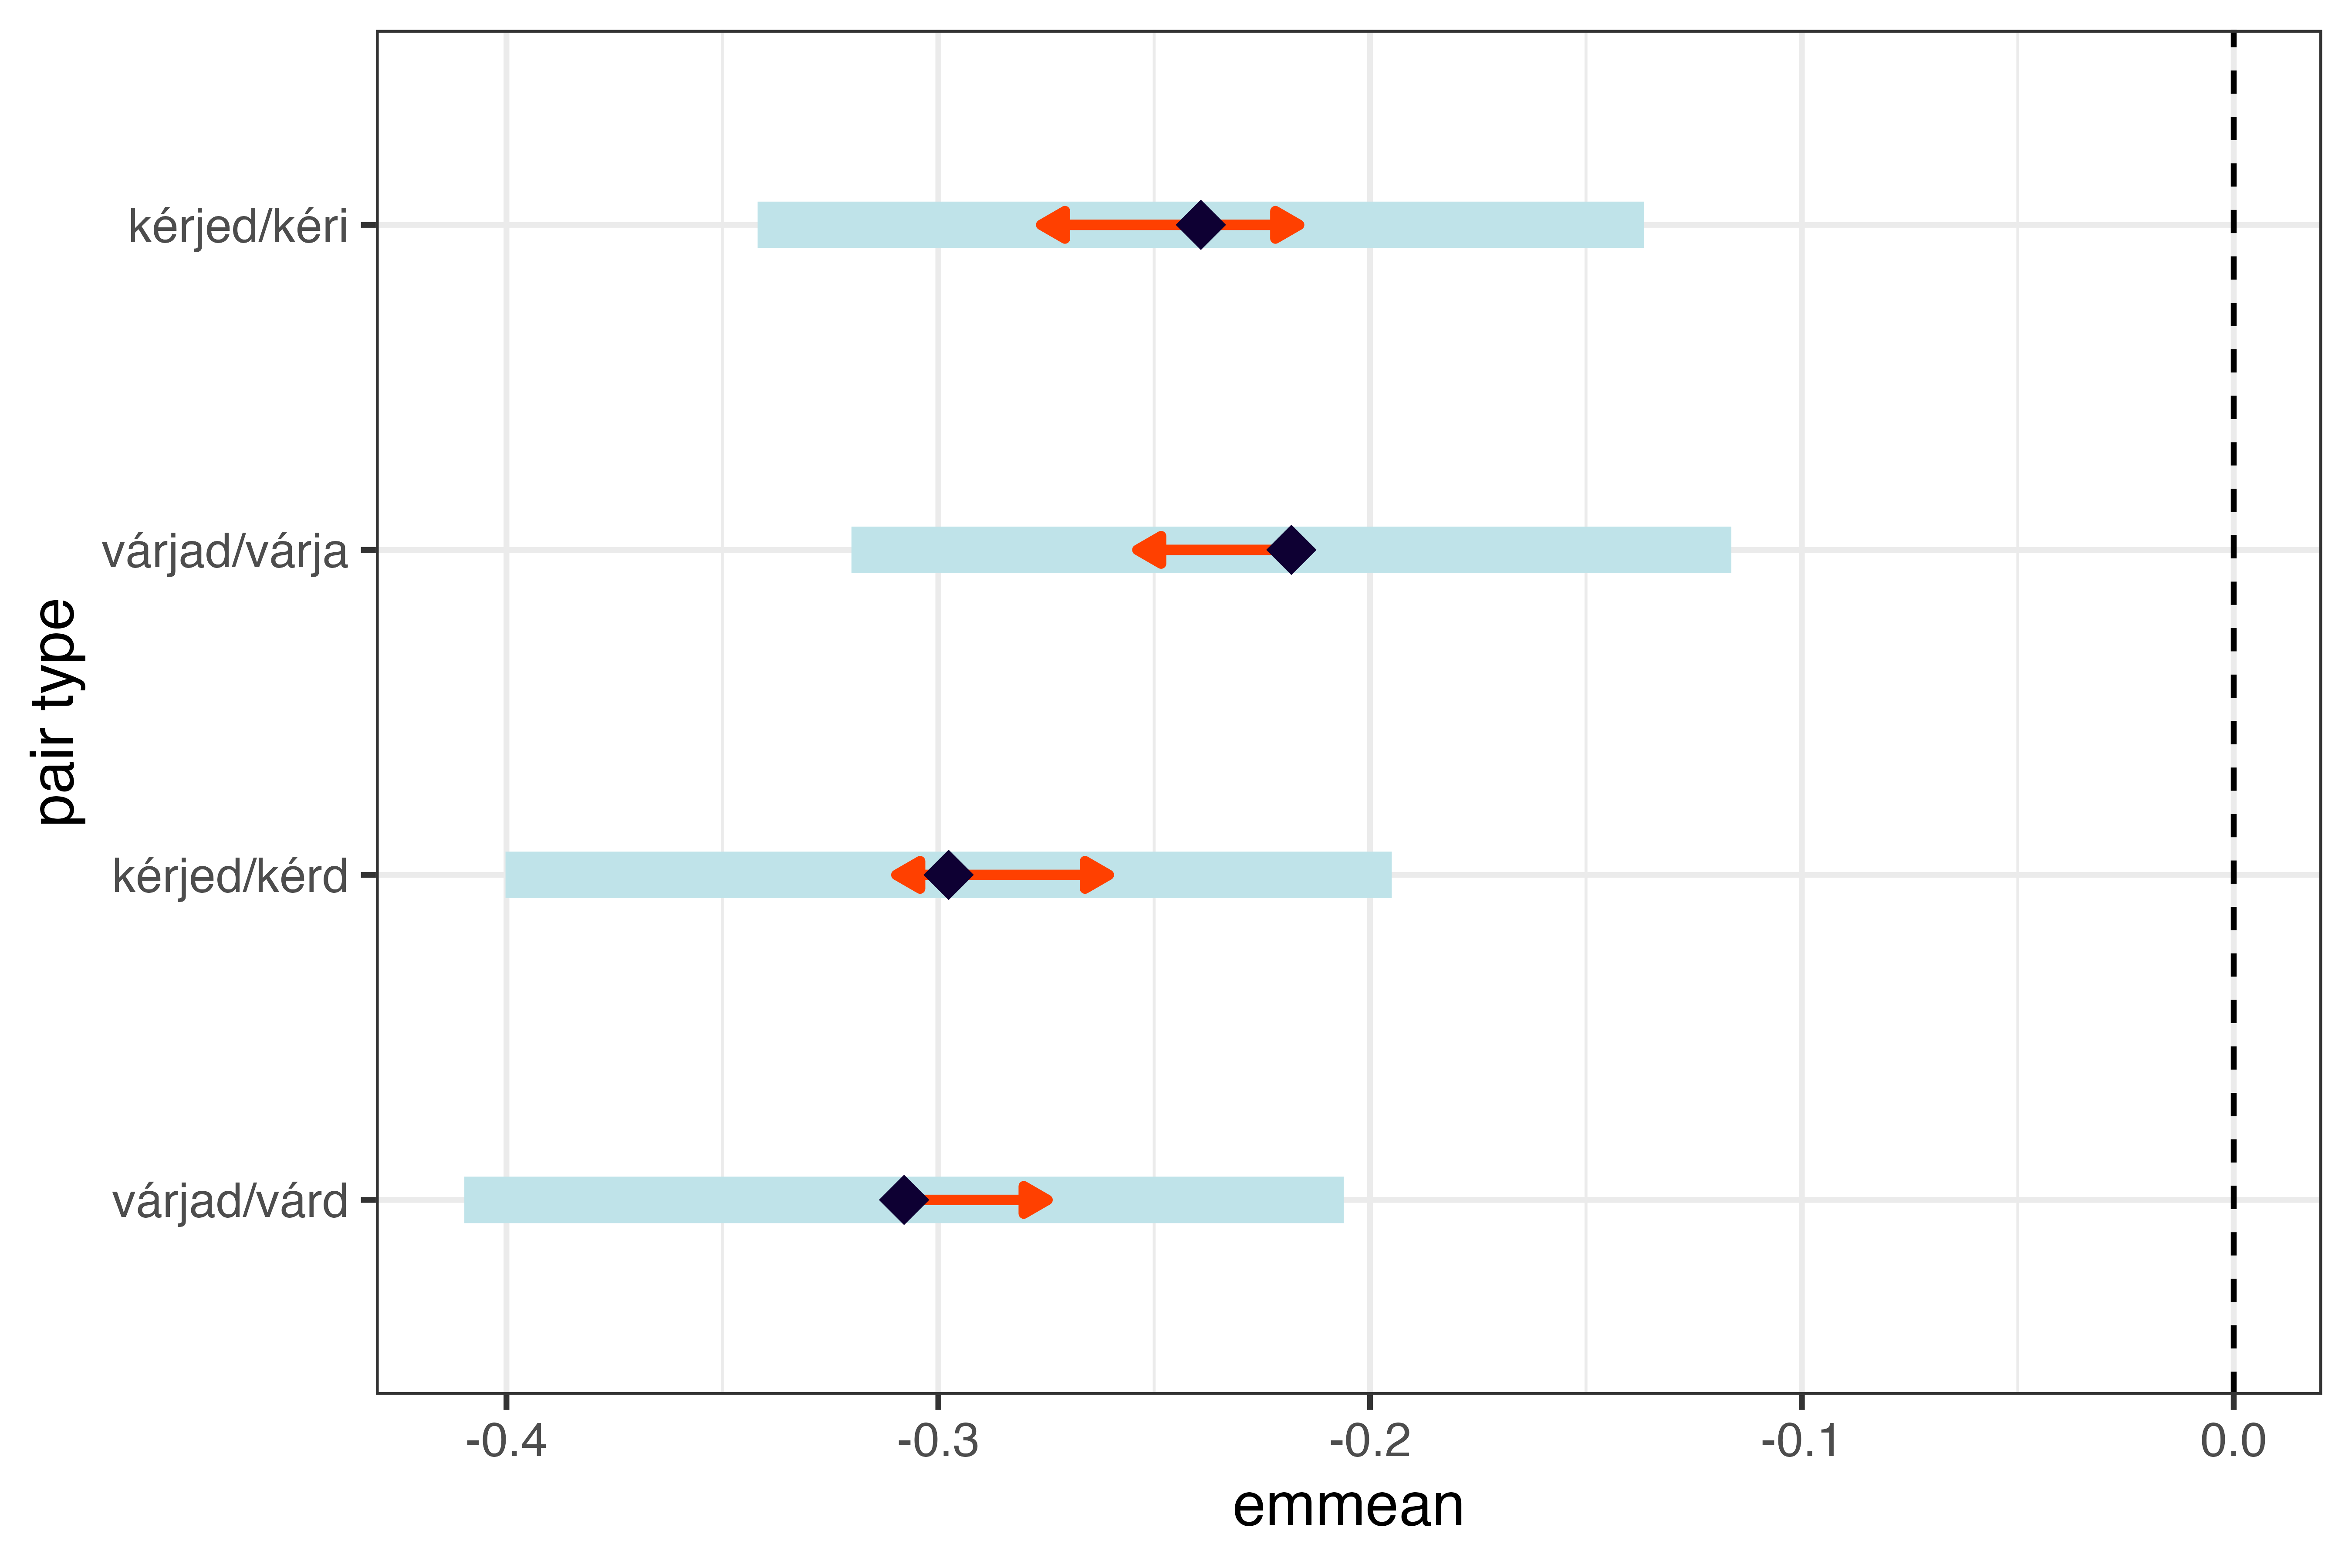 kérjed/kéri
várjad/várja
kérjed/kérd
várjad/várd
pair type
-0.4 -0.3 -0.2 -0.1 0.0
emmean